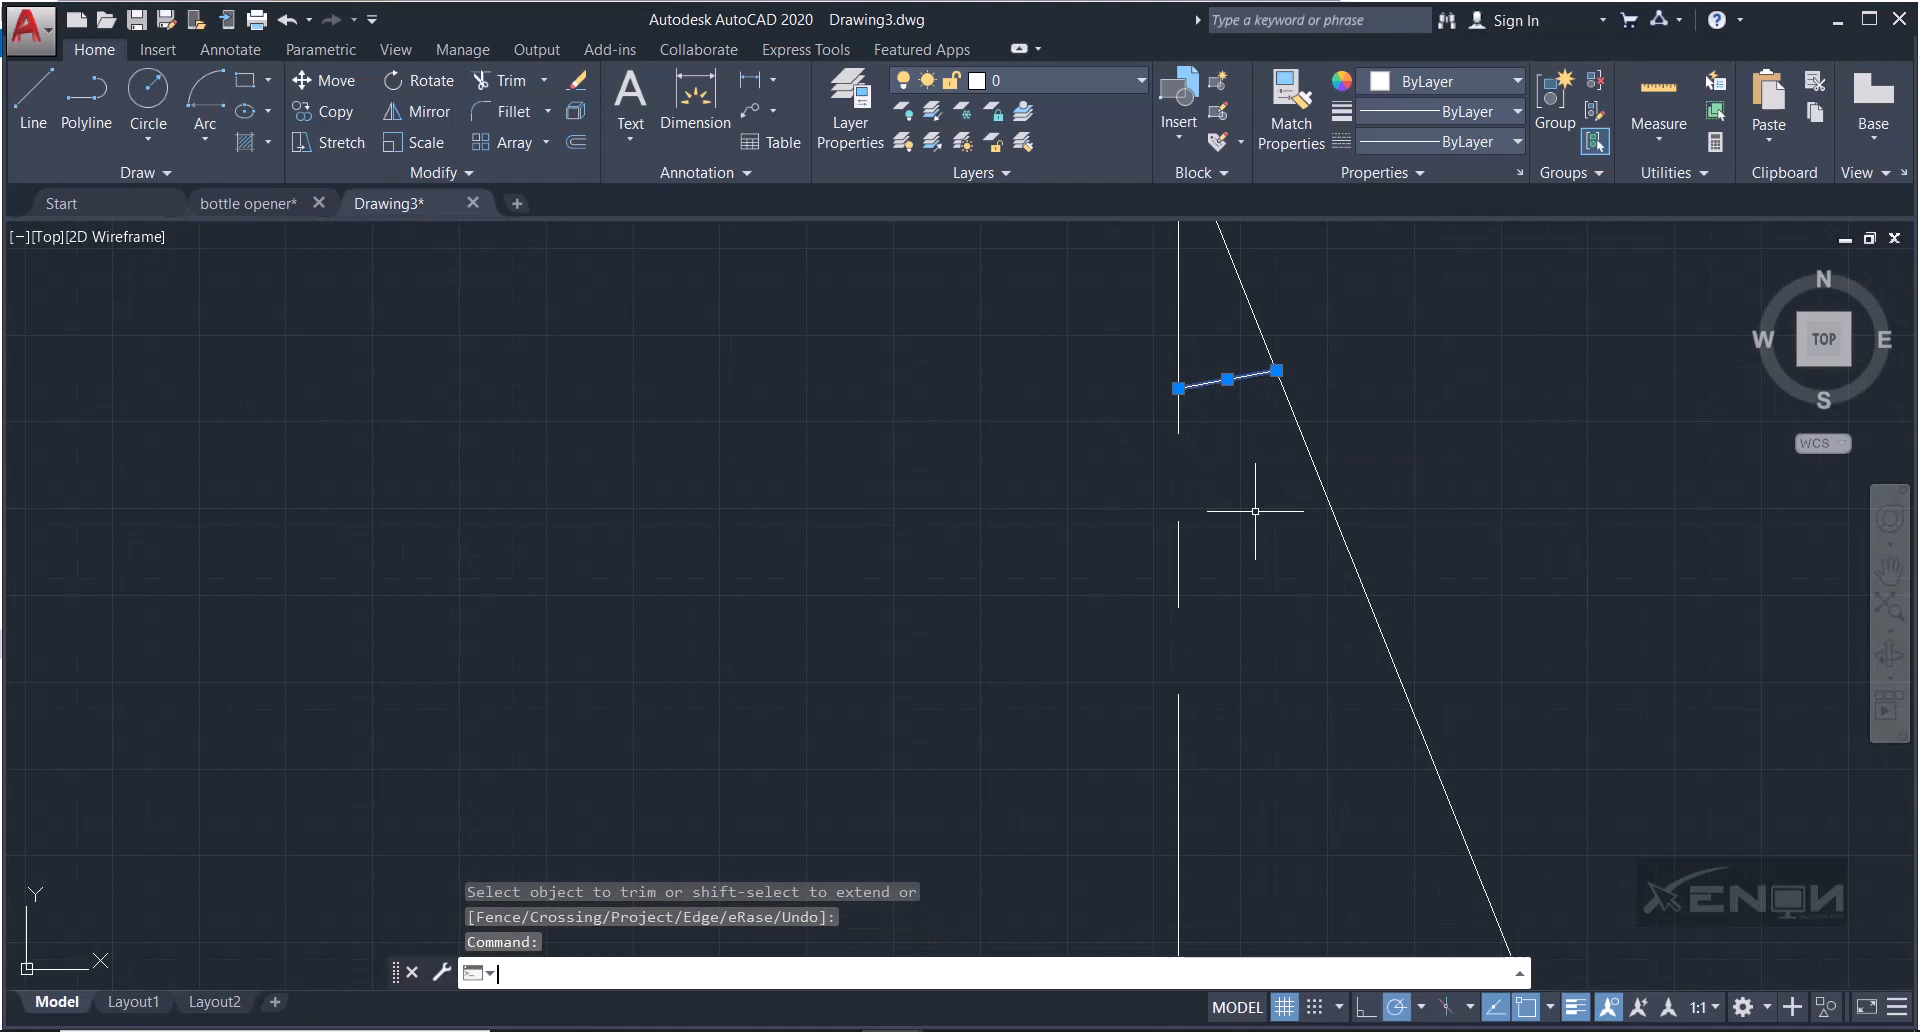 Autodesk AutoCAD 2020 Drawing3.dwg
Type a keyword or phrase
Sign In
Home Insert Annotate Parametric View Manage Output Add-ins Collaborate Express Tools Featured Apps
Line Polyline Circle Arc
Move Rotate Trim
Copy Mirror Fillet
Stretch Scale Array
Text Dimension Table
Layer Properties
0
Insert
Match Properties
ByLayer
ByLayer
ByLayer
Group
Measure
Paste
Base
Draw Modify Annotation Layers Block Properties Groups Utilities Clipboard View
Start bottle opener* Drawing3*
[−][Top][2D Wireframe]
N
W TOP E
S
WCS
Select object to trim or shift-select to extend or
[Fence/Crossing/Project/Edge/eRase/Undo]:
Command:
Y
X
XENON
Model Layout1 Layout2
MODEL 1:1